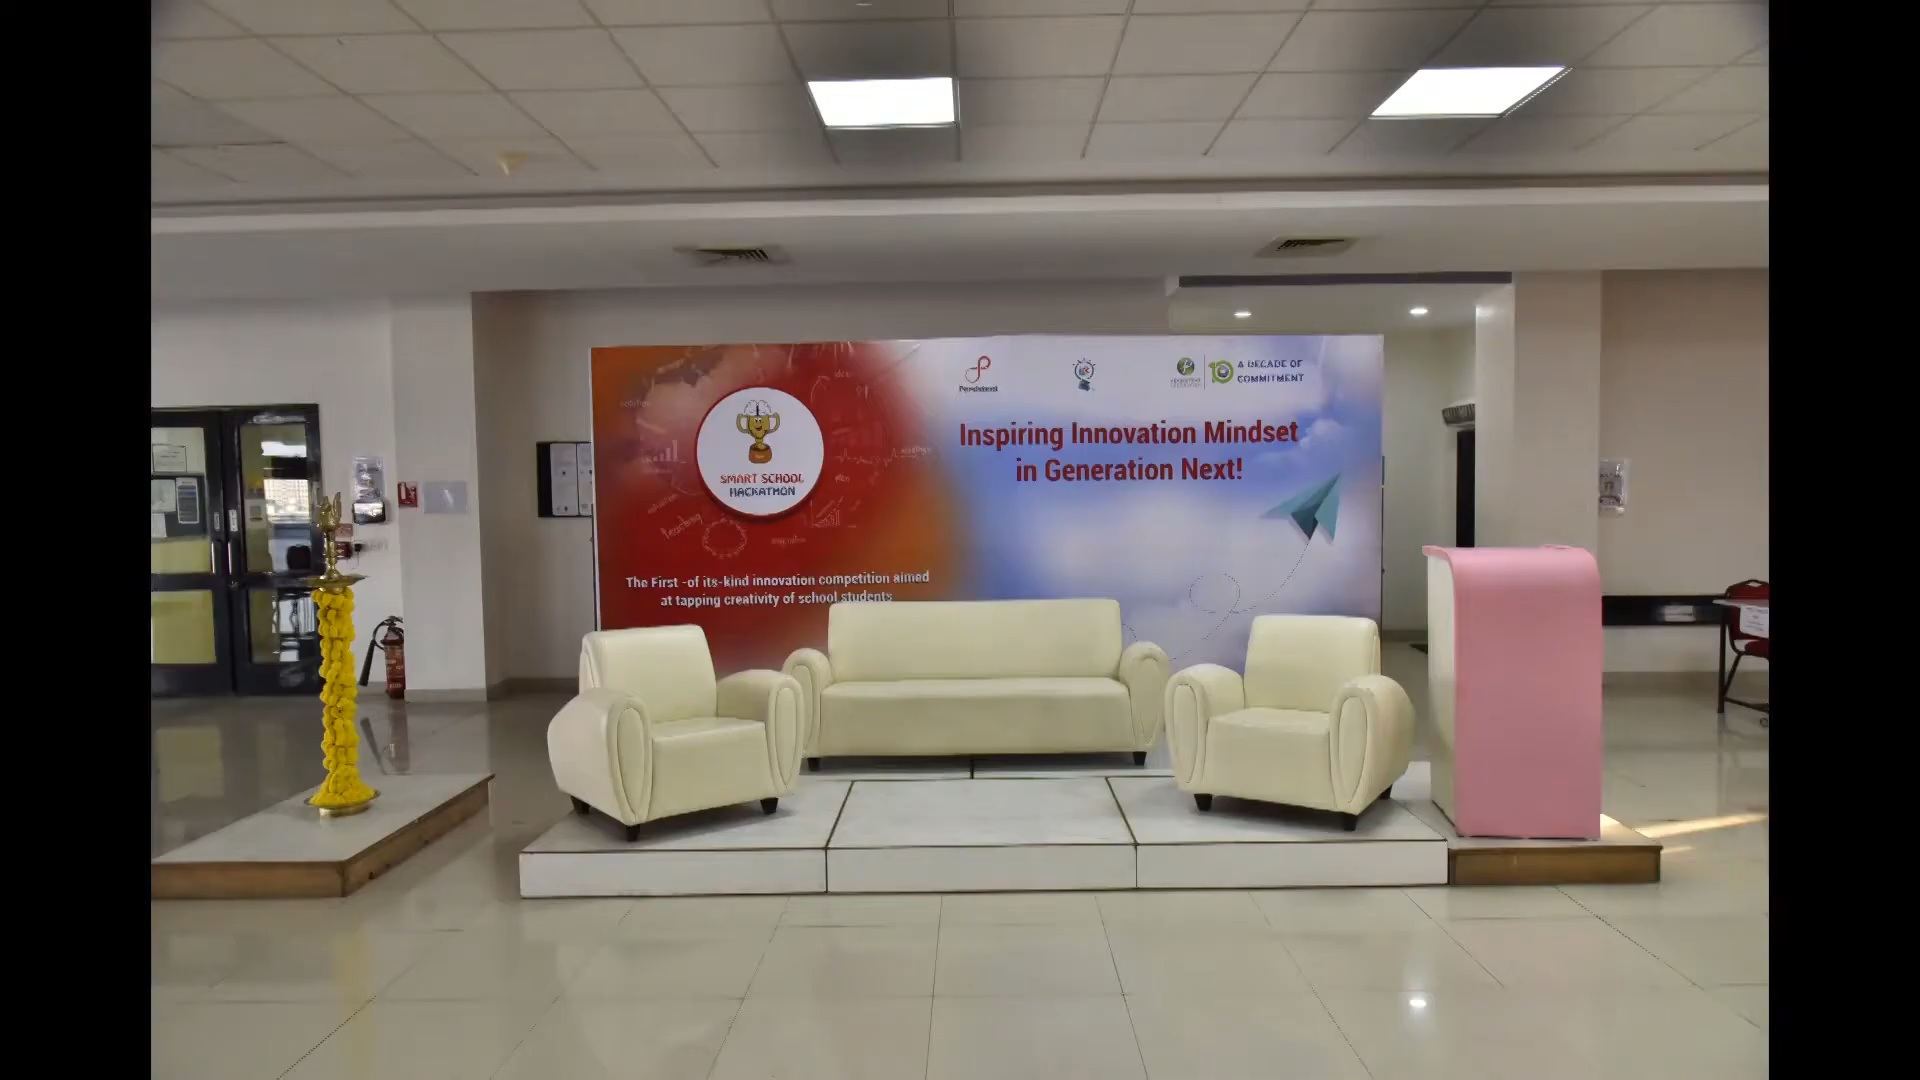 Persistent
A DECADE OF
COMMITMENT
Inspiring Innovation Mindset
in Generation Next!
SMART SCHOOL
HACKATHON
Teaching
The First -of its-kind innovation competition aimed
at tapping creativity of school students